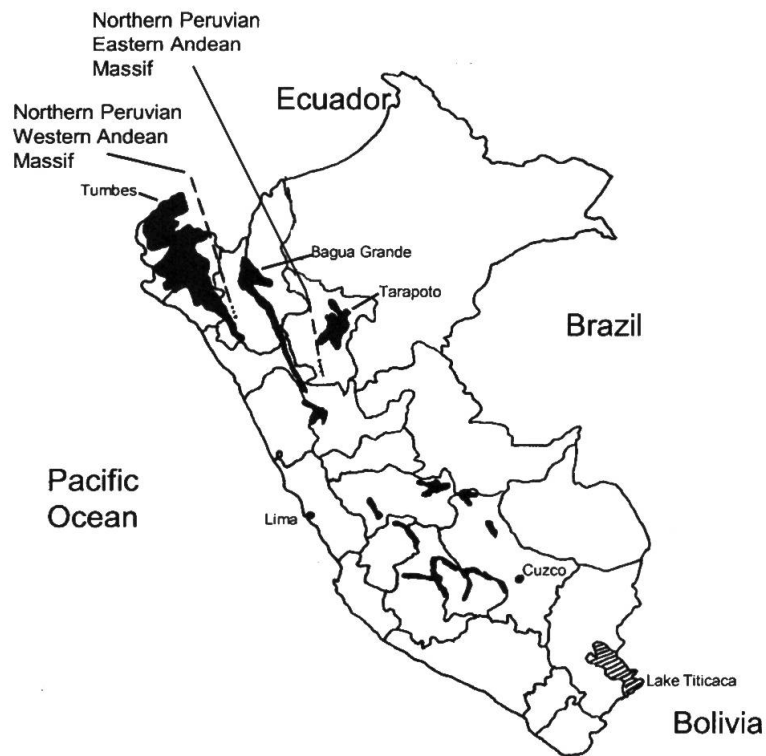 Northern Peruvian
Eastern Andean
Massif
Ecuador
Northern Peruvian
Western Andean
Massif
Tumbes
Bagua Grande
Tarapoto
Brazil
Pacific
Ocean
Lima
Cuzco
Lake Titicaca
Bolivia